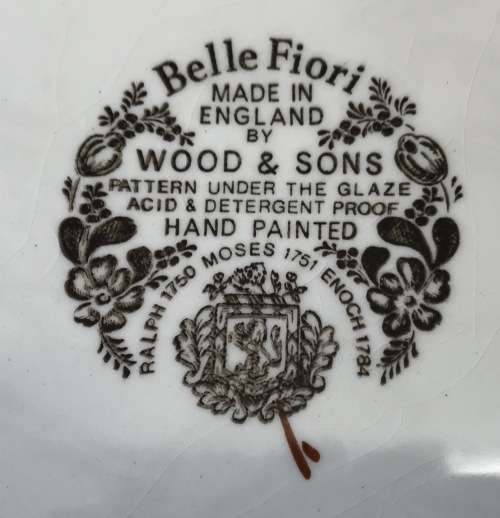 Belle Fiori
MADE IN
ENGLAND
BY
WOOD & SONS
PATTERN UNDER THE GLAZE
ACID & DETERGENT PROOF
HAND PAINTED
RALPH 1750 MOSES 1751 ENOCH 1784